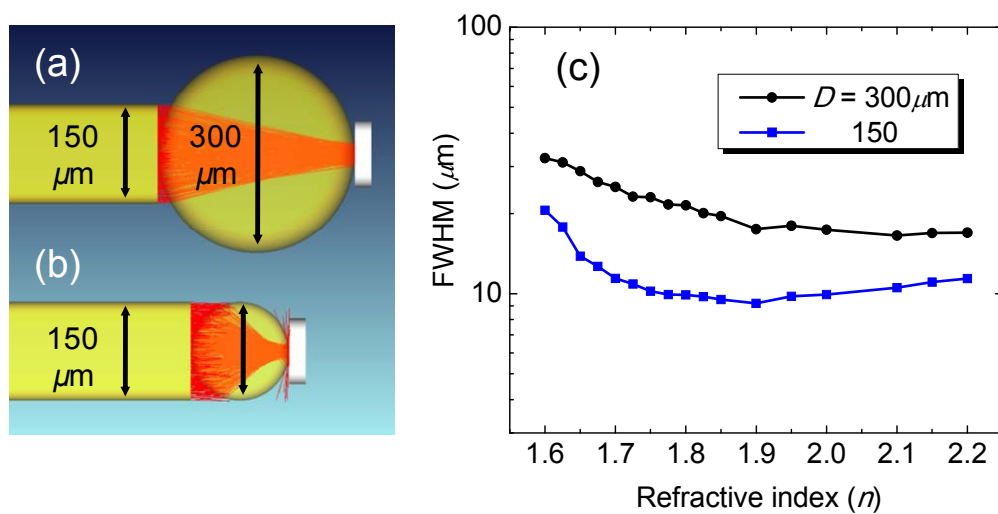 (a)
150
µm
300
µm
(b)
150
µm
(c)
D = 300µm
150
100
10
FWHM (µm)
1.6 1.7 1.8 1.9 2.0 2.1 2.2
Refractive index (n)